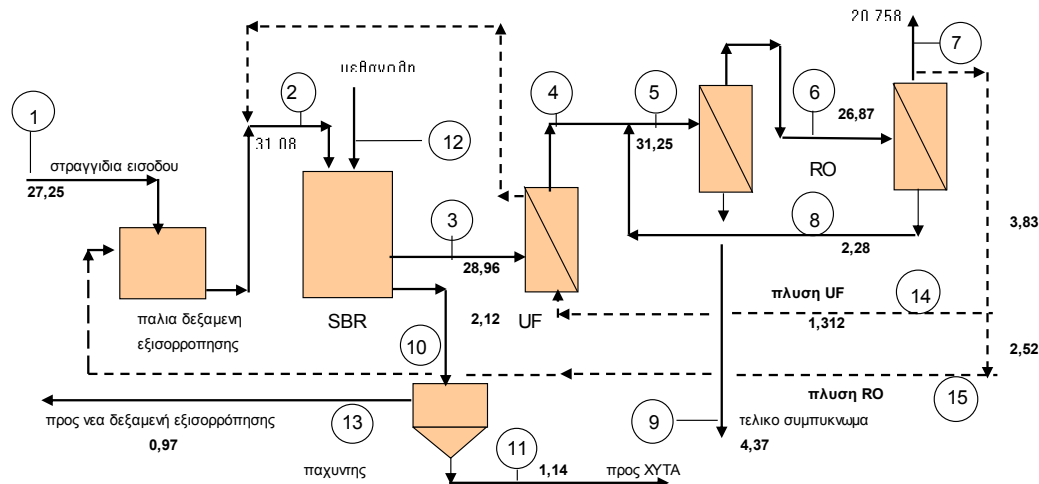 20.758
7
1
2
μεθανολη
4
5
6
26,87
στραγγιδια εισοδου
31.08
12
31,25
RO
27,25
3
8
3,83
28,96
2,28
παλια δεξαμενη
εξισορροπησης
SBR
2,12
UF
πλυση UF
14
1,312
10
2,52
πλυση RO
15
προς νεα δεξαμενή εξισορρόπησης
13
9
τελικο συμπυκνωμα
0,97
4,37
παχυντης
11
1,14
προς ΧΥΤΑ